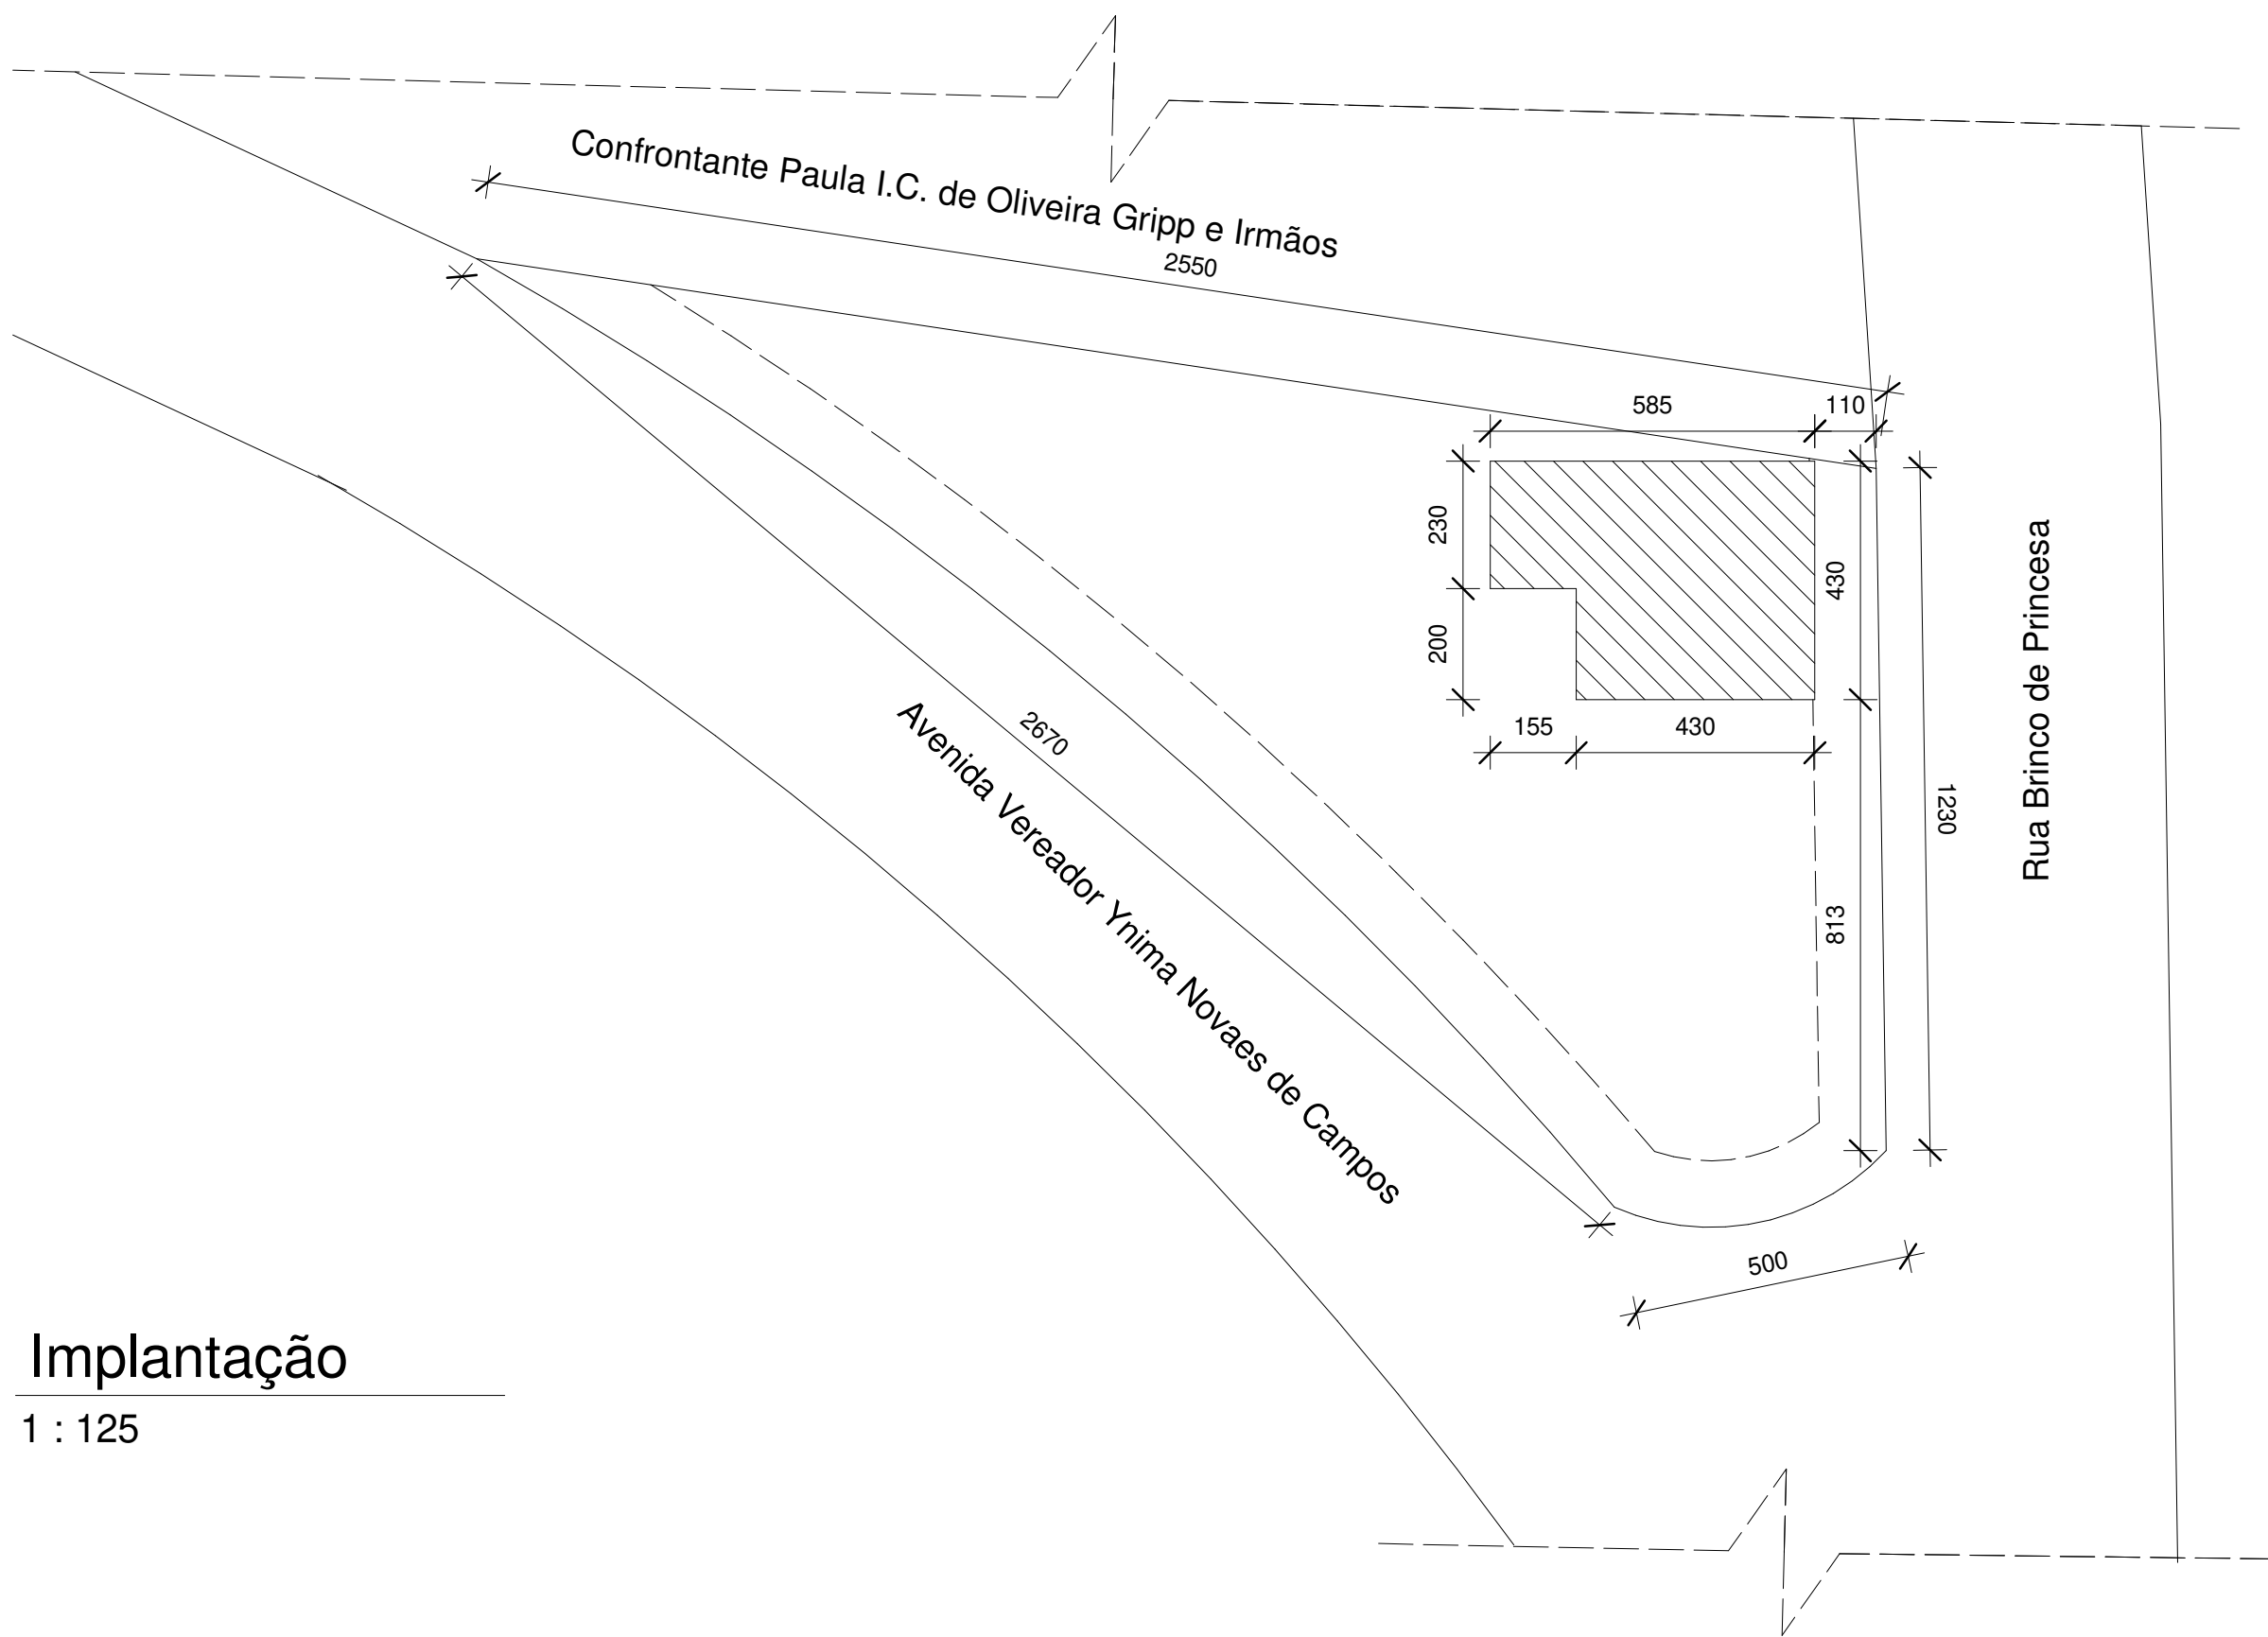 Confrontante Paula I.C. de Oliveira Gripp e Irmãos
2550
585
110
230
430
200
155
430
Rua Brinco de Princesa
1230
813
2670
Avenida Vereador Ynima Novaes de Campos
500
Implantação
1 : 125